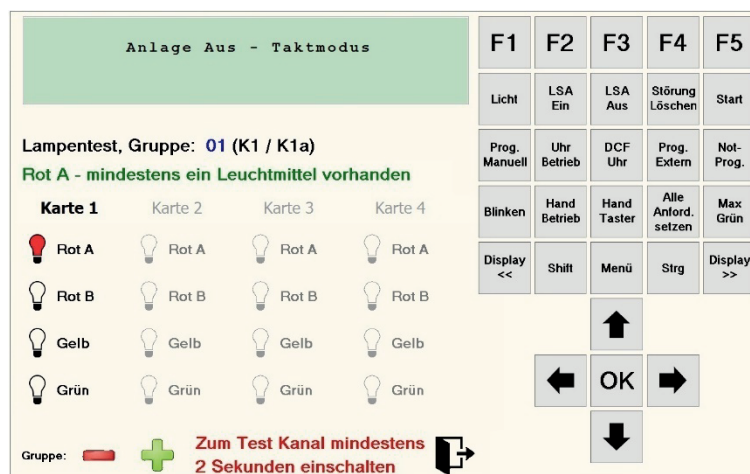 Anlage Aus - Taktmodus
Lampentest, Gruppe: 01 (K1 / K1a)
Rot A - mindestens ein Leuchtmittel vorhanden
Karte 1 Karte 2 Karte 3 Karte 4
Rot A Rot A Rot A Rot A
Rot B Rot B Rot B Rot B
Gelb Gelb Gelb Gelb
Grün Grün Grün Grün
Gruppe:
Zum Test Kanal mindestens
2 Sekunden einschalten
F1 F2 F3 F4 F5
Licht
LSA
Ein
LSA
Aus
Störung
Löschen
Start
Prog.
Manuell
Uhr
Betrieb
DCF
Uhr
Prog.
Extern
Not-
Prog.
Blinken
Hand
Betrieb
Hand
Taster
Alle
Anford.
setzen
Max
Grün
Display
<<
Shift
Menü
Strg
Display
>>
OK